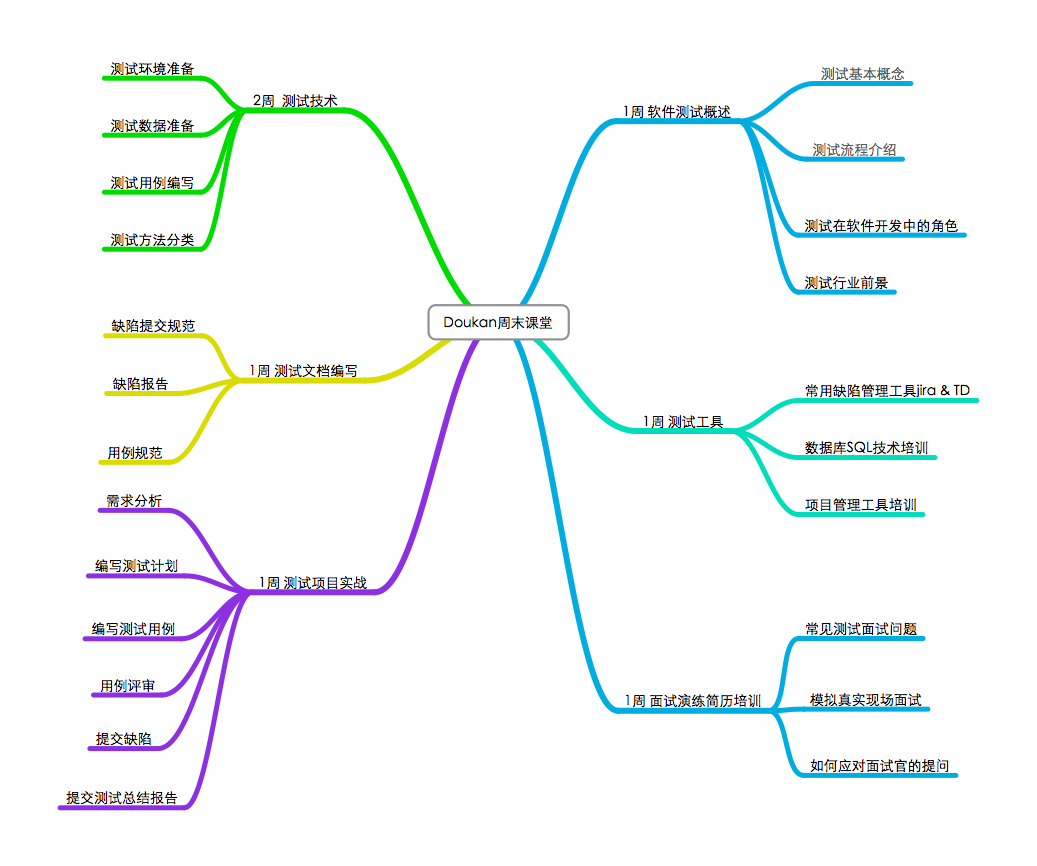 Doukan周末课堂
1周 软件测试概述
测试基本概念
测试流程介绍
测试在软件开发中的角色
测试行业前景
1周 测试工具
常用缺陷管理工具jira & TD
数据库SQL技术培训
项目管理工具培训
1周 面试演练简历培训
常见测试面试问题
模拟真实现场面试
如何应对面试官的提问
2周 测试技术
测试环境准备
测试数据准备
测试用例编写
测试方法分类
1周 测试文档编写
缺陷提交规范
缺陷报告
用例规范
1周 测试项目实战
需求分析
编写测试计划
编写测试用例
用例评审
提交缺陷
提交测试总结报告